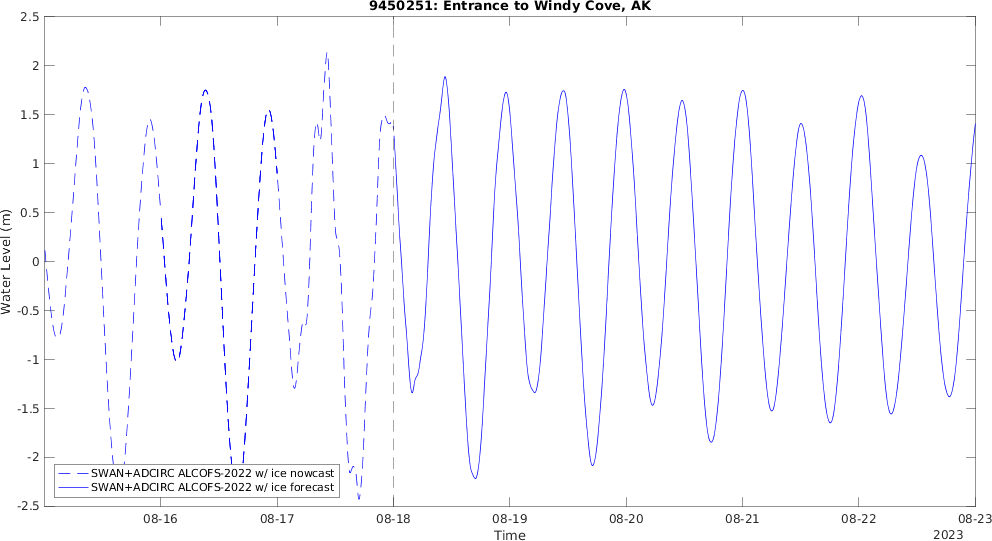 9450251: Entrance to Windy Cove, AK
Water Level (m)
2.5
2
1.5
1
0.5
0
-0.5
-1
-1.5
-2
-2.5
SWAN+ADCIRC ALCOFS-2022 w/ ice nowcast
SWAN+ADCIRC ALCOFS-2022 w/ ice forecast
08-16 08-17 08-18 08-19 08-20 08-21 08-22 08-23
Time
2023